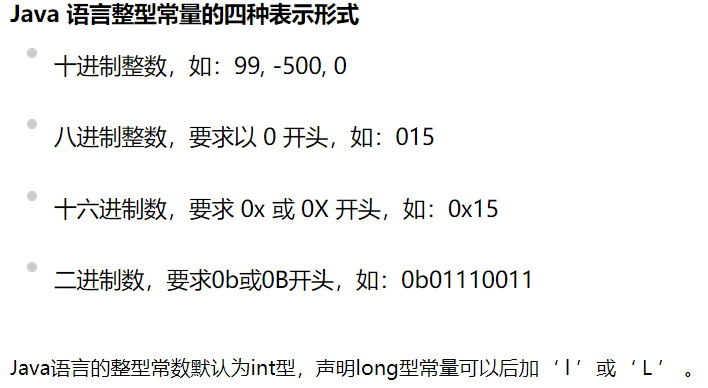 Java 语言整型常量的四种表示形式
十进制整数，如：99, -500, 0
八进制整数，要求以 0 开头，如：015
十六进制数，要求 0x 或 0X 开头，如：0x15
二进制数，要求0b或0B开头，如：0b01110011
Java语言的整型常数默认为int型，声明long型常量可以后加‘ l ’或‘ L ’ 。